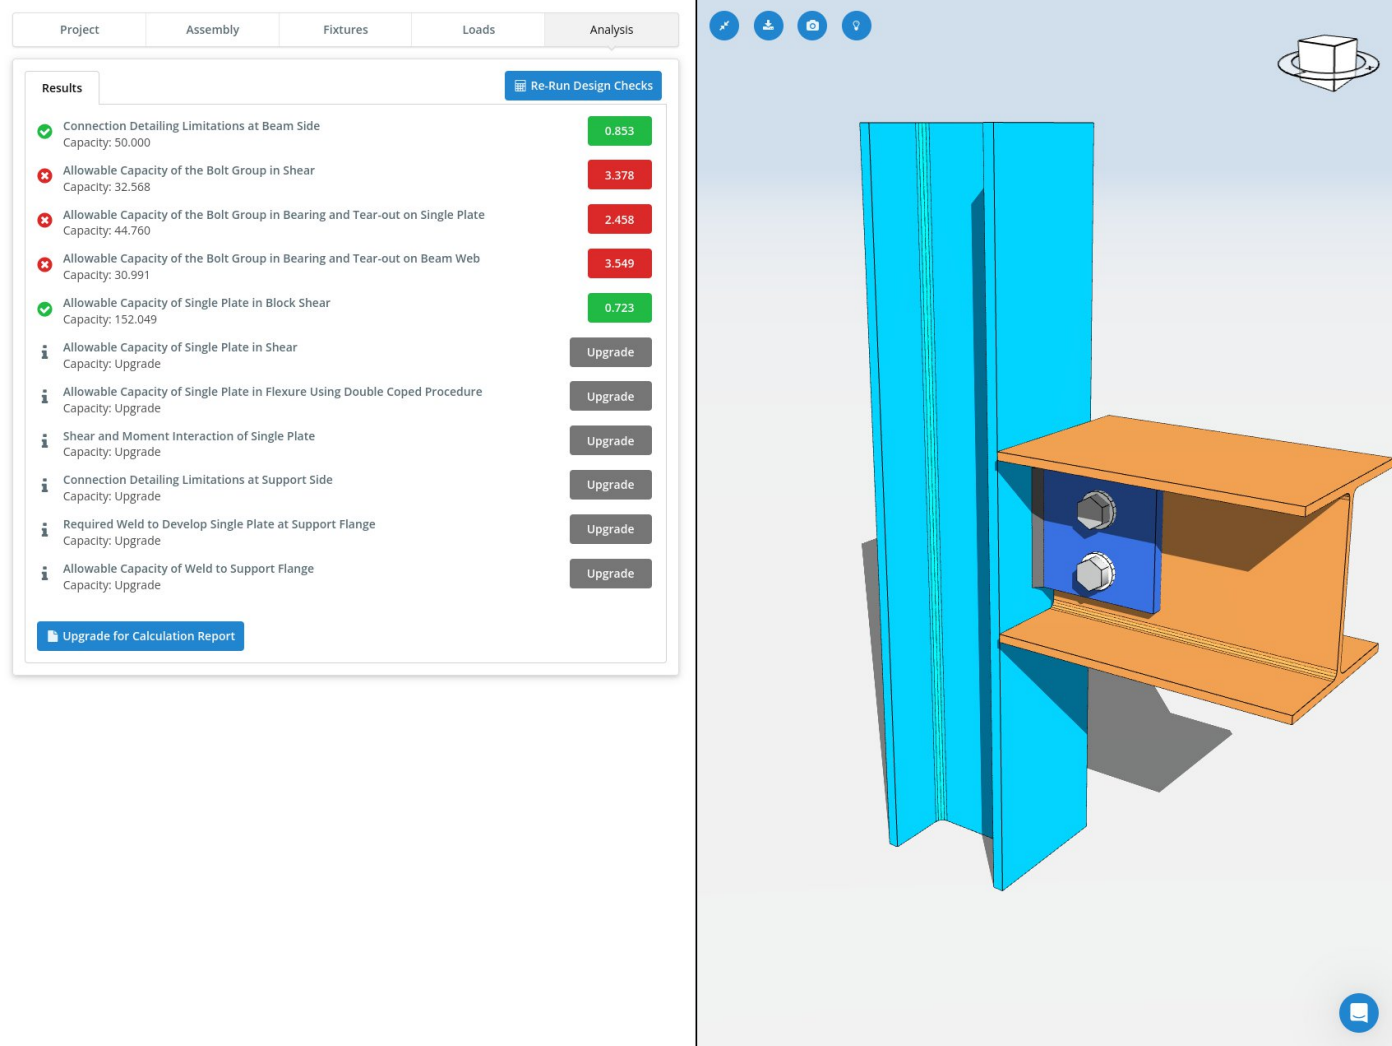 Project
Assembly
Fixtures
Loads
Analysis
Results
Re-Run Design Checks
Connection Detailing Limitations at Beam Side
Capacity: 50.000
0.853
Allowable Capacity of the Bolt Group in Shear
Capacity: 32.568
3.378
Allowable Capacity of the Bolt Group in Bearing and Tear-out on Single Plate
Capacity: 44.760
2.458
Allowable Capacity of the Bolt Group in Bearing and Tear-out on Beam Web
Capacity: 30.991
3.549
Allowable Capacity of Single Plate in Block Shear
Capacity: 152.049
0.723
Allowable Capacity of Single Plate in Shear
Capacity: Upgrade
Upgrade
Allowable Capacity of Single Plate in Flexure Using Double Coped Procedure
Capacity: Upgrade
Upgrade
Shear and Moment Interaction of Single Plate
Capacity: Upgrade
Upgrade
Connection Detailing Limitations at Support Side
Capacity: Upgrade
Upgrade
Required Weld to Develop Single Plate at Support Flange
Capacity: Upgrade
Upgrade
Allowable Capacity of Weld to Support Flange
Capacity: Upgrade
Upgrade
Upgrade for Calculation Report